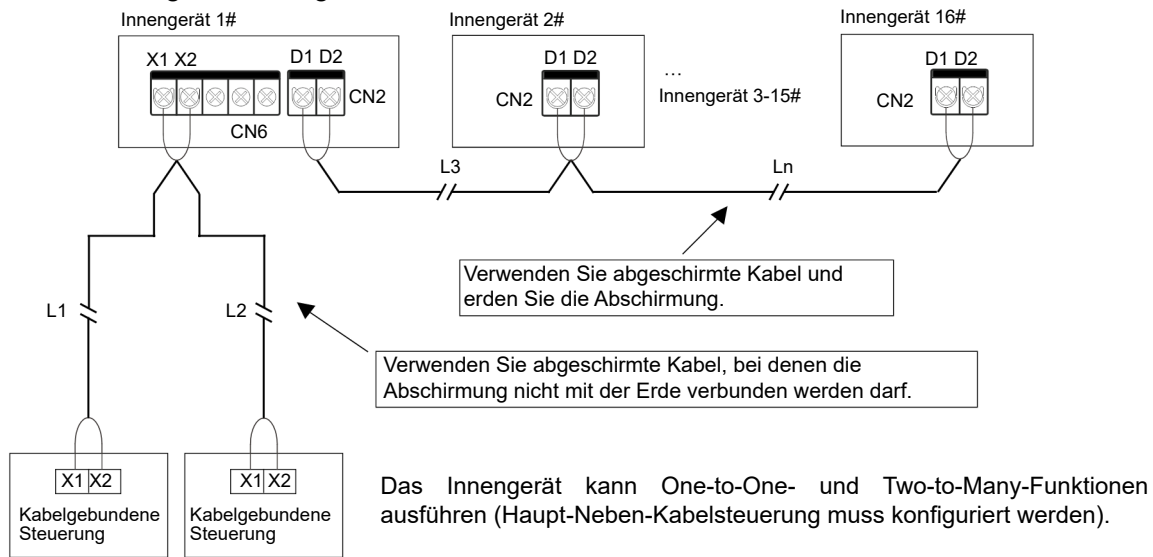 Innengerät 1#
Innengerät 2#
Innengerät 16#
X1 X2
D1 D2
CN2
CN6
D1 D2
CN2
…
Innengerät 3-15#
D1 D2
CN2
L3
Ln
Verwenden Sie abgeschirmte Kabel und
erden Sie die Abschirmung.
L1
L2
Verwenden Sie abgeschirmte Kabel, bei denen die
Abschirmung nicht mit der Erde verbunden werden darf.
X1 X2
Kabelgebundene
Steuerung
X1 X2
Kabelgebundene
Steuerung
Das Innengerät kann One-to-One- und Two-to-Many-Funktionen
ausführen (Haupt-Neben-Kabelsteuerung muss konfiguriert werden).